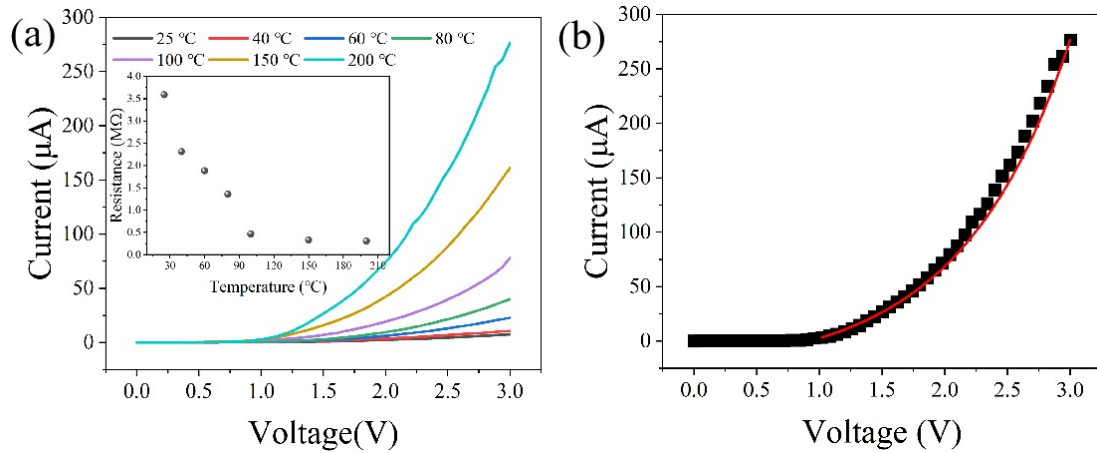 (a)
300
250
200
150
100
50
0
Current (μA)
25 °C 40 °C 60 °C 80 °C
100 °C 150 °C 200 °C
4.0
3.5
3.0
2.5
2.0
1.5
1.0
0.5
0.0
Resistance (MΩ)
30 60 90 120 150 180 210
Temperature (°C)
0.0 0.5 1.0 1.5 2.0 2.5 3.0
Voltage(V)
(b)
300
250
200
150
100
50
0
Current (μA)
0.0 0.5 1.0 1.5 2.0 2.5 3.0
Voltage (V)